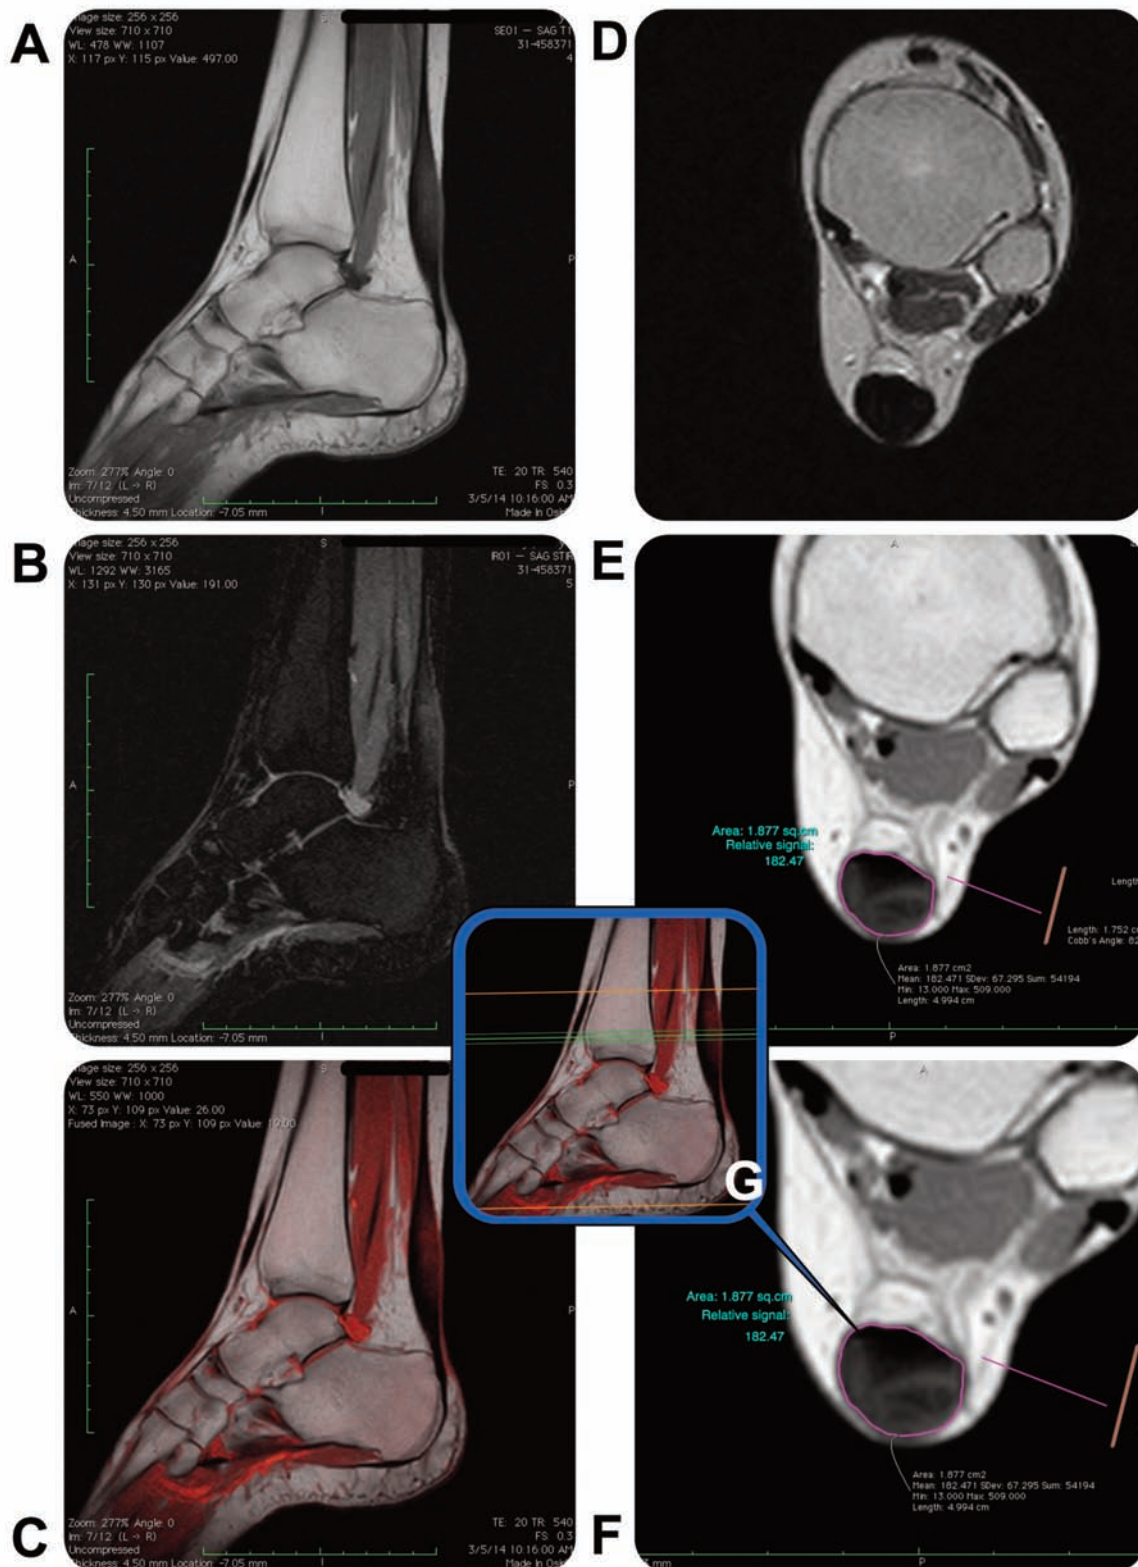 A
Image size: 256 x 256
View size: 710 x 710
WL: 478 WW: 1107
X: 117 px Y: 115 px Value: 497.00
SE01 — SAG T1
31-458371
4
A
P
Zoom: 277% Angle: 0
Im: 7/12 (L -> R)
Uncompressed
Thickness: 4.50 mm Location: -7.05 mm
I
TE: 20 TR: 540
FS: 0.3
3/5/14 10:16:00 AM
D
B
Image size: 256 x 256
View size: 710 x 710
WL: 1292 WW: 3165
X: 131 px Y: 130 px Value: 191.00
S
IR01 — SAG STIR
31-458371
5
A
P
Zoom: 277% Angle: 0
Im: 7/12 (L -> R)
Uncompressed
Thickness: 4.50 mm Location: -7.05 mm
E
A
Area: 1.877 sq.cm
Relative signal:
182.47
Length
Length: 1.752 c
Cobb's Angle: 82
Area: 1.877 cm2
Mean: 182.471 SDev: 67.295 Sum: 54194
Min: 13.000 Max: 509.000
Length: 4.994 cm
P
G
C
Image size: 256 x 256
View size: 710 x 710
WL: 550 WW: 1000
X: 73 px Y: 109 px Value: 26.00
Fused Image : X: 73 px Y: 109 px Value: 19.00
S
A
P
Zoom: 277% Angle: 0
Im: 7/12 (L -> R)
Uncompressed
Thickness: 4.50 mm Location: -7.05 mm
I
TE: 20 TR: 540
FS: 0.3
3/5/14 10:16:00 AM
F
A
Area: 1.877 sq.cm
Relative signal:
182.47
Area: 1.877 cm2
Mean: 182.471 SDev: 67.295 Sum: 54194
Min: 13.000 Max: 509.000
Length: 4.994 cm
P